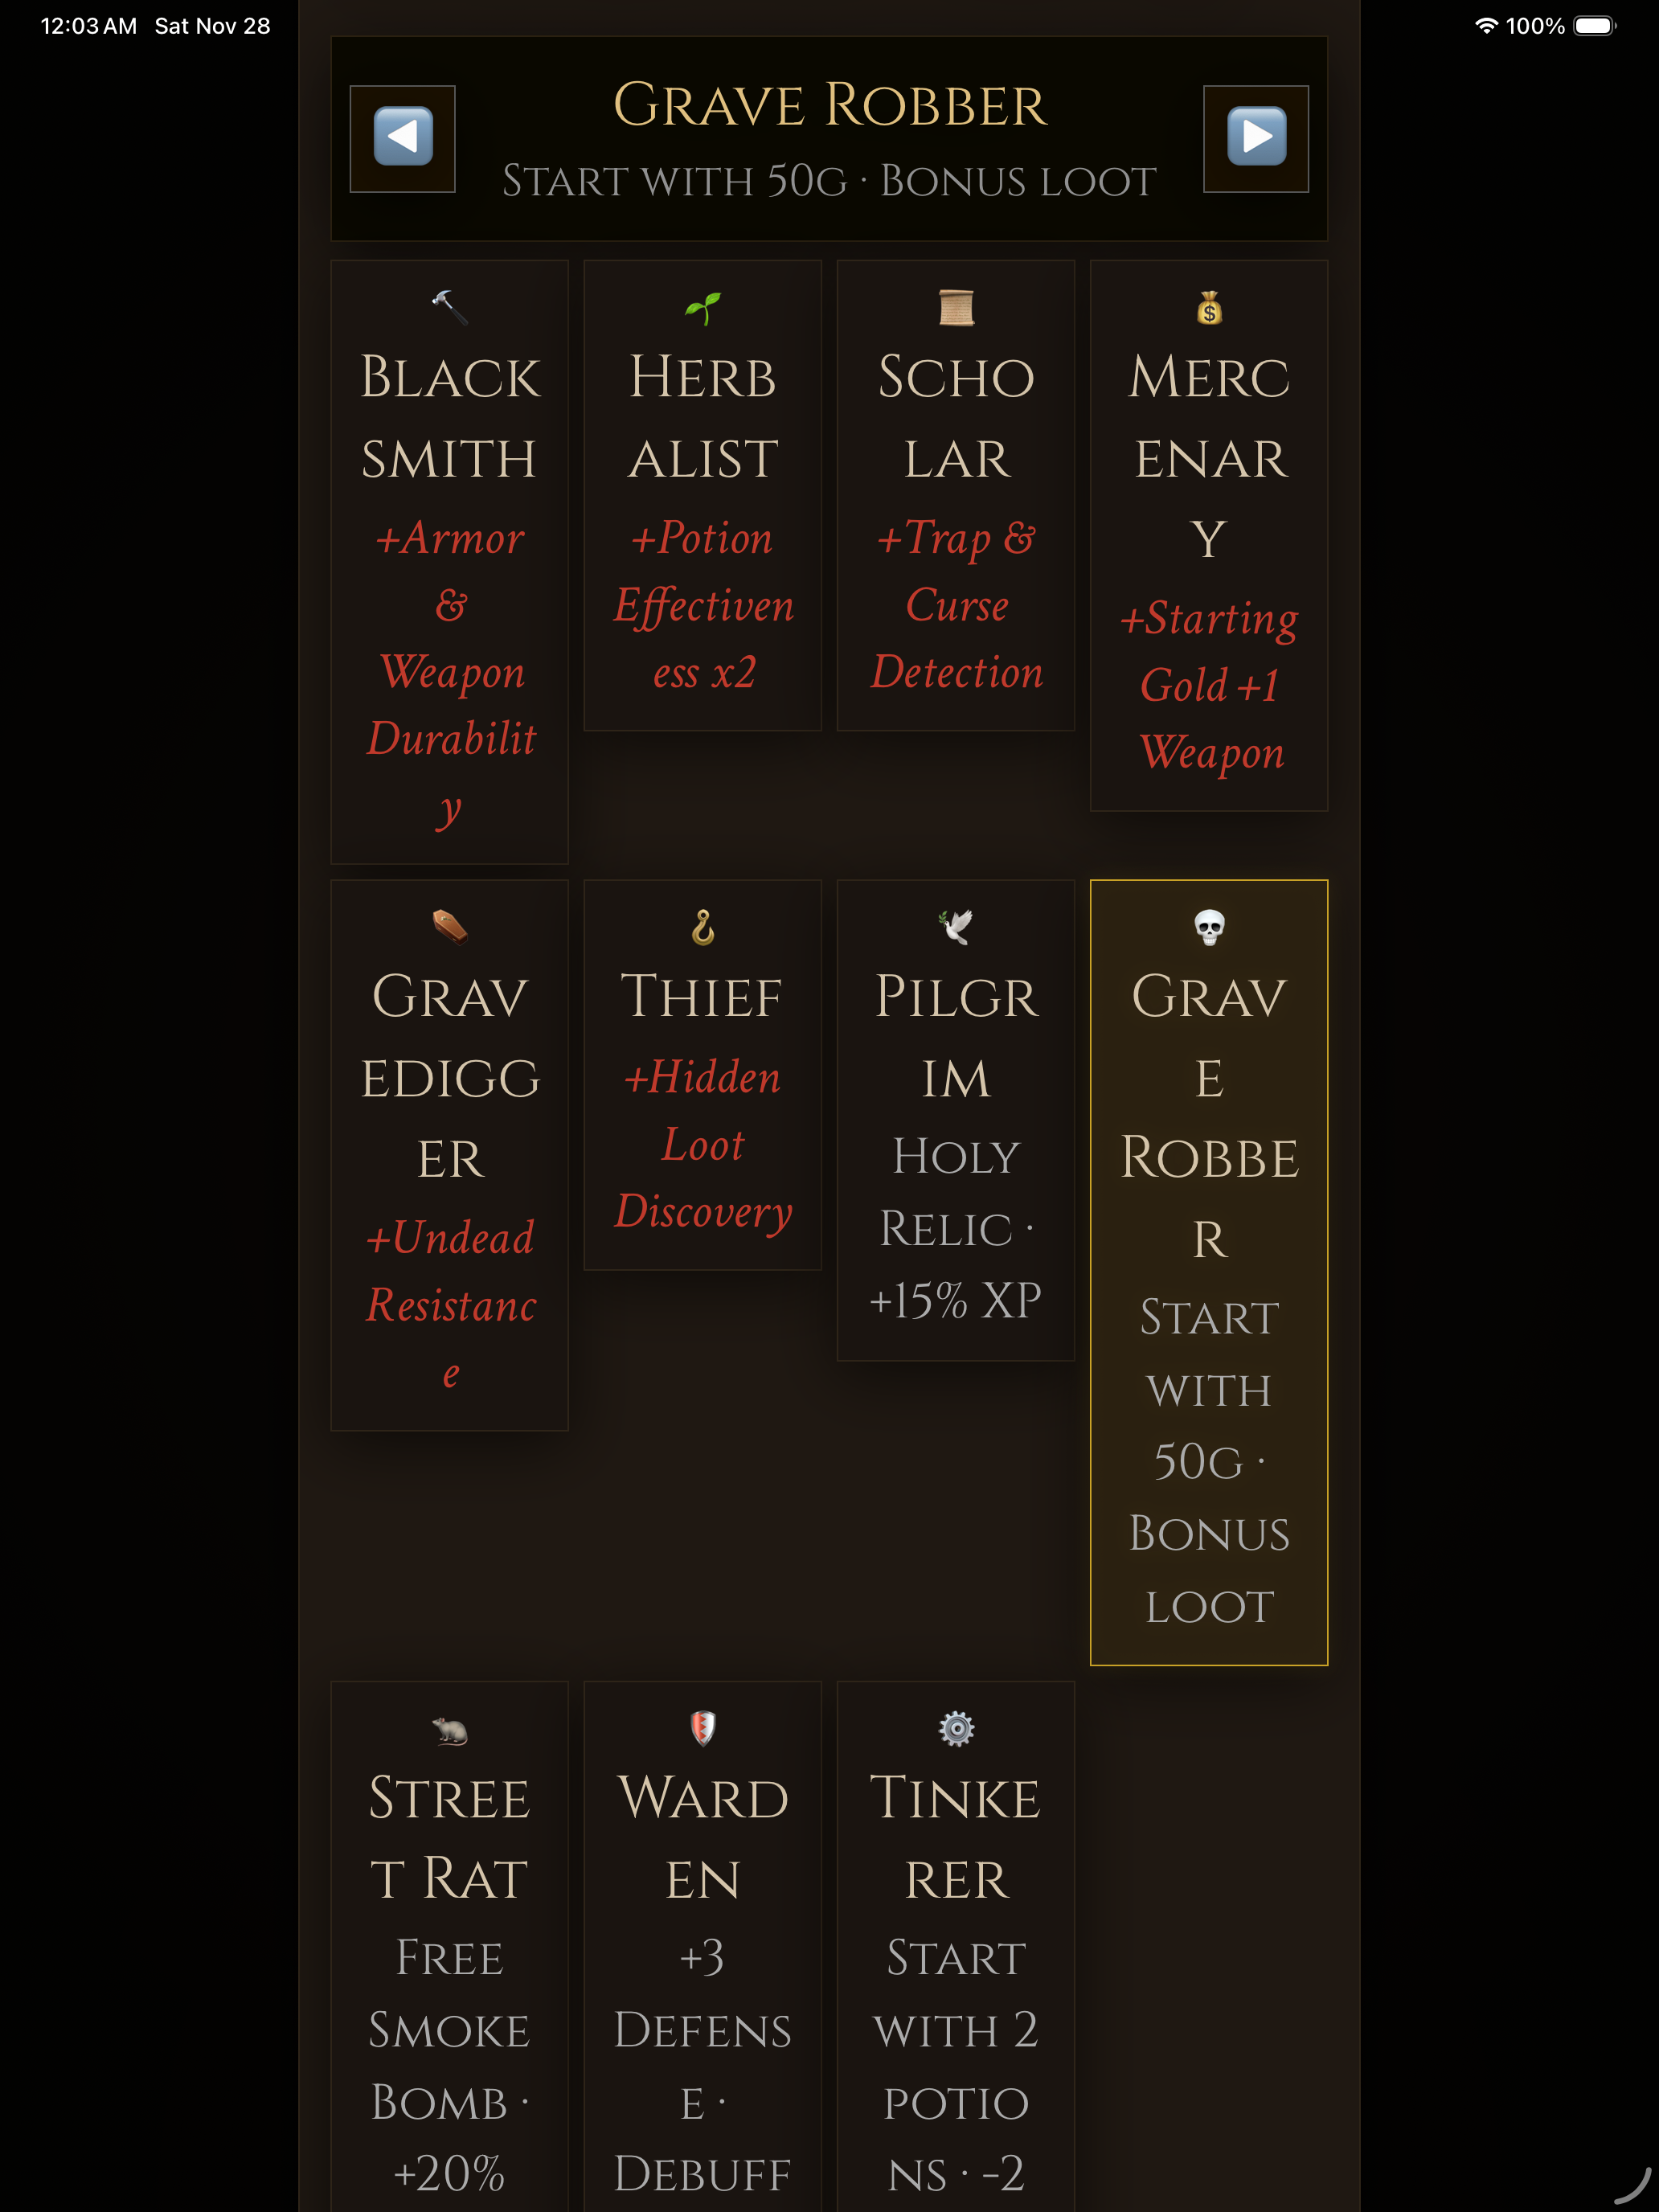 12:03 AM Sat Nov 28
100%
Grave Robber
Start with 50g · Bonus loot
Black
smith
+Armor
&
Weapon
Durabilit
y
Herb
alist
+Potion
Effectiven
ess x2
Scho
lar
+Trap &
Curse
Detection
Merc
enar
y
+Starting
Gold +1
Weapon
Grav
edigg
er
+Undead
Resistanc
e
Thief
+Hidden
Loot
Discovery
Pilgr
im
Holy
Relic ·
+15% XP
Grav
e
Robbe
r
Start
with
50g ·
Bonus
loot
Stree
t Rat
Free
Smoke
Bomb ·
+20%
Ward
en
+3
Defens
e ·
Debuff
Tinke
rer
Start
with 2
potio
ns · -2